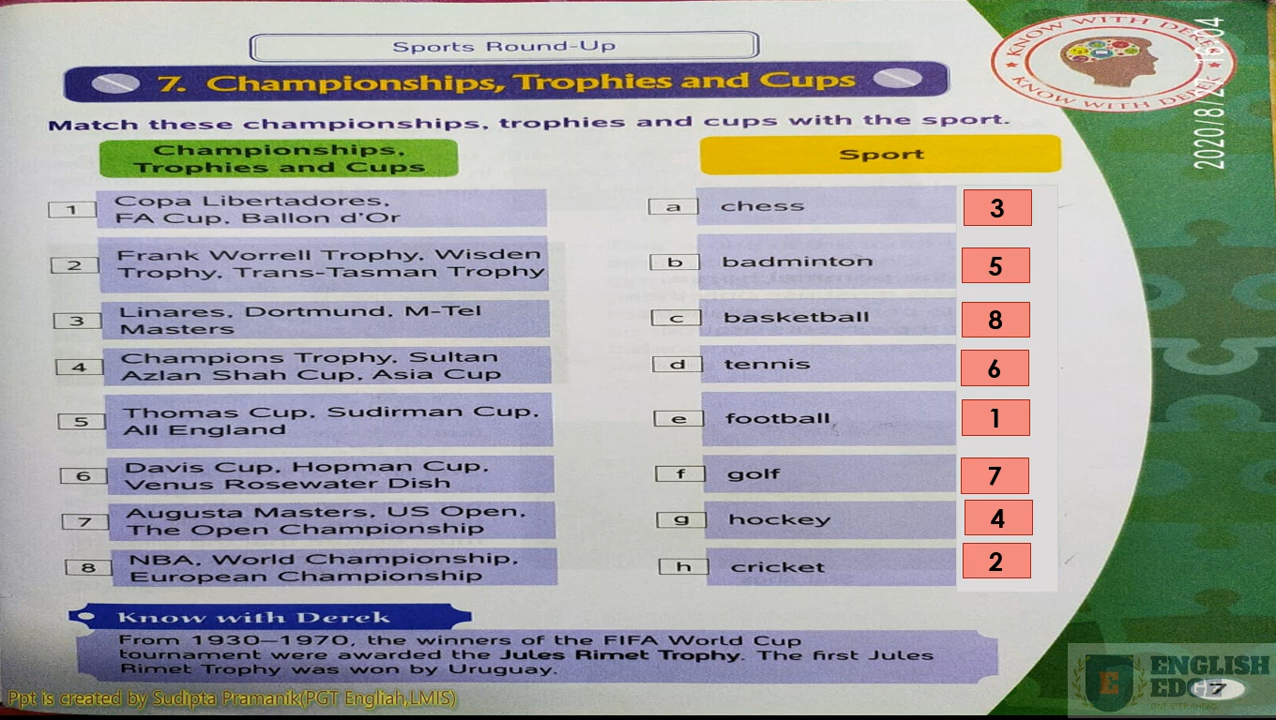 Sports Round-Up
7. Championships, Trophies and Cups
KNOW WITH DEREK
KNOW WITH DEREK
Match these championships, trophies and cups with the sport.
Championships,
Trophies and Cups
Sport
1 Copa Libertadores,
FA Cup, Ballon d'Or
a chess 3
2 Frank Worrell Trophy, Wisden
Trophy, Trans-Tasman Trophy
b badminton 5
3 Linares, Dortmund, M-Tel
Masters
c basketball 8
4 Champions Trophy, Sultan
Azlan Shah Cup, Asia Cup
d tennis 6
5 Thomas Cup, Sudirman Cup,
All England
e football 1
6 Davis Cup, Hopman Cup,
Venus Rosewater Dish
f golf 7
7 Augusta Masters, US Open,
The Open Championship
g hockey 4
8 NBA, World Championship,
European Championship
h cricket 2
Know with Derek
From 1930–1970, the winners of the FIFA World Cup
tournament were awarded the Jules Rimet Trophy. The first Jules
Rimet Trophy was won by Uruguay.
Ppt is created by Sudipta Pramanik(PGT Engliah,LMIS)
E
ENGLISH
EDGE
7